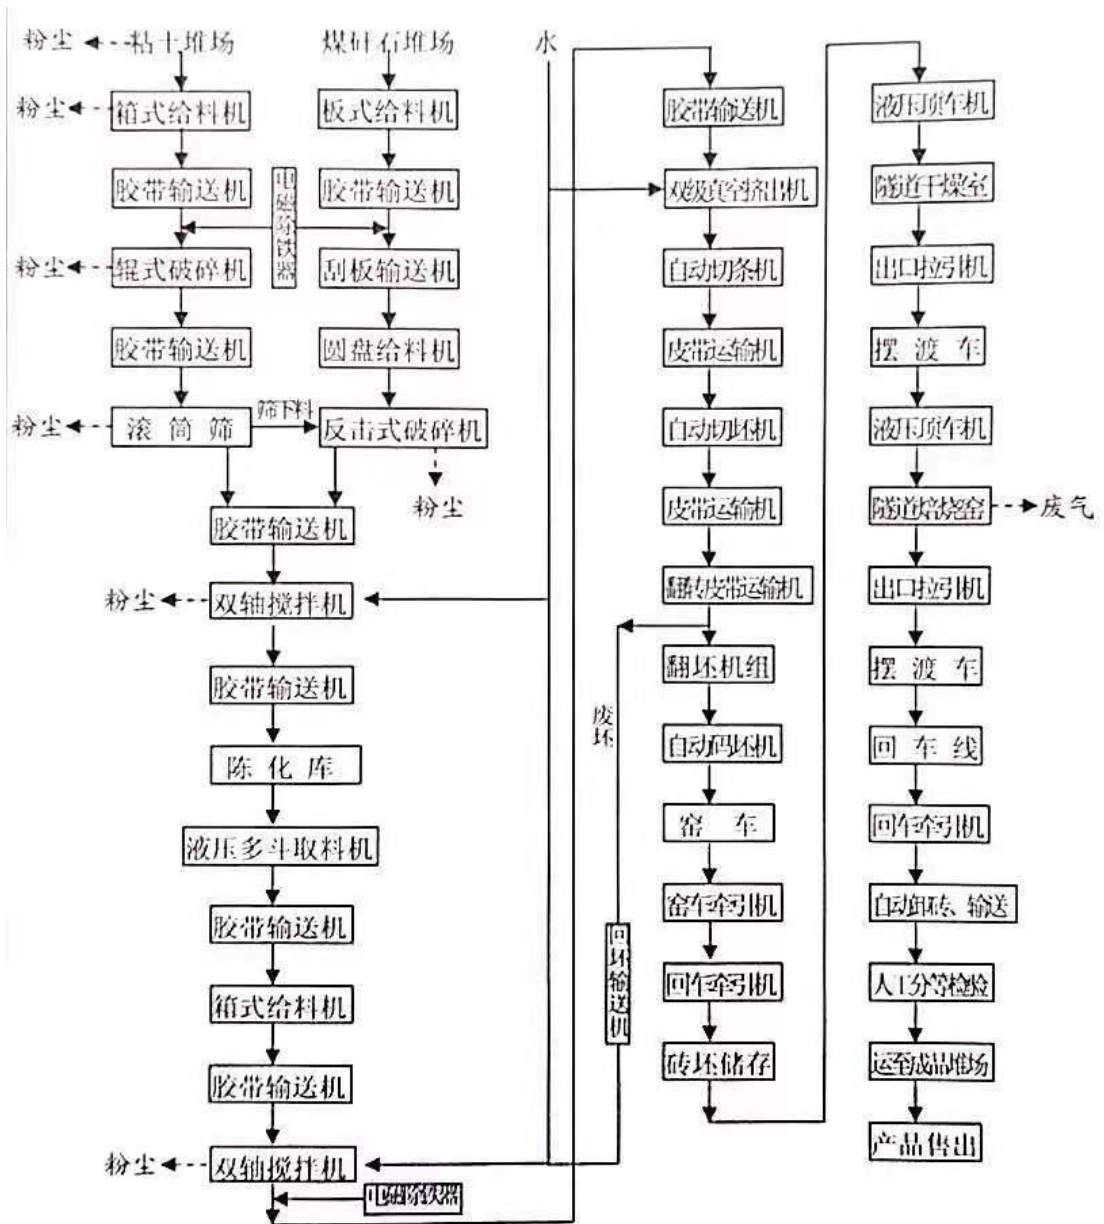 粉尘
粘土堆场
煤矸石堆场
水
粉尘
箱式给料机
板式给料机
胶带输送机
胶带输送机
电磁除铁器
粉尘
辊式破碎机
刮板输送机
胶带输送机
圆盘给料机
粉尘
滚筒筛
筛下料
反击式破碎机
粉尘
胶带输送机
粉尘
双轴搅拌机
胶带输送机
陈化库
液压多斗取料机
胶带输送机
箱式给料机
胶带输送机
粉尘
双轴搅拌机
电磁除铁器
胶带输送机
双级真空挤出机
自动切条机
皮带运输机
自动切坯机
皮带运输机
翻转皮带运输机
废坯
回坯输送机
翻坯机组
自动码坯机
窑车
窑车牵引机
回车牵引机
砖坯储存
液压顶车机
隧道干燥室
出口拉引机
摆渡车
液压顶车机
隧道焙烧窑
废气
出口拉引机
摆渡车
回车线
回车牵引机
自动卸砖、输送
人工分等检验
运至成品堆场
产品售出